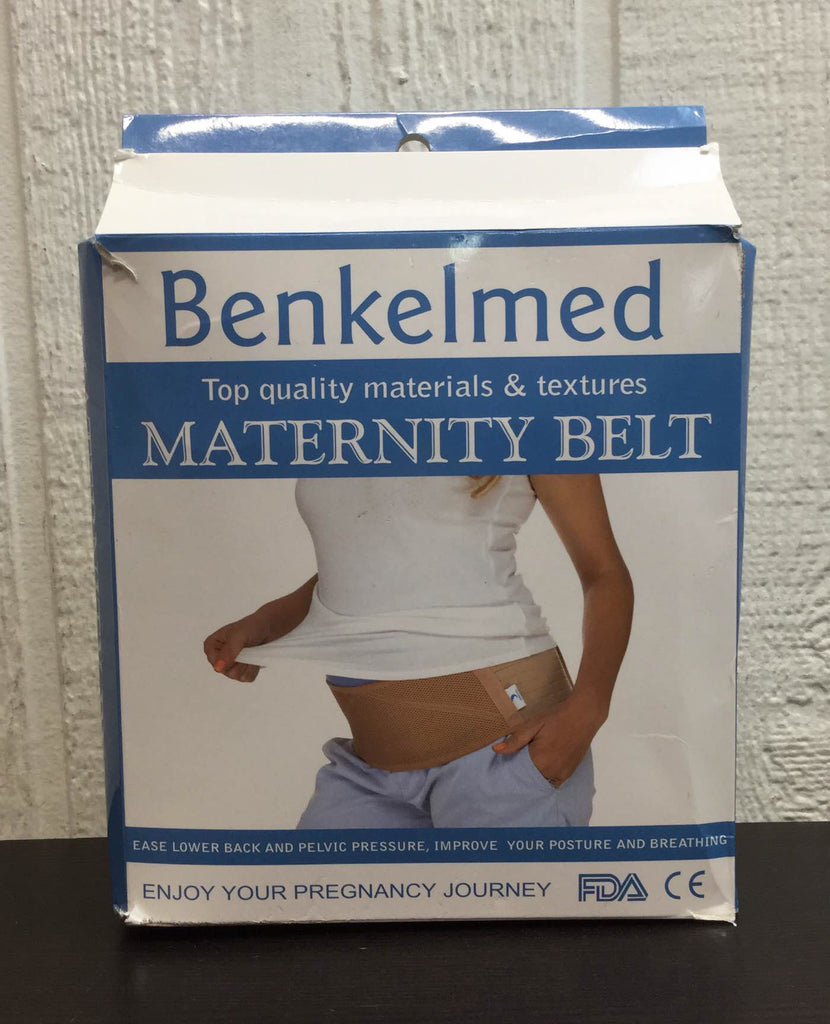 Benkelmed
Top quality materials & textures
MATERNITY BELT
EASE LOWER BACK AND PELVIC PRESSURE, IMPROVE YOUR POSTURE AND BREATHING
ENJOY YOUR PREGNANCY JOURNEY FDA CE